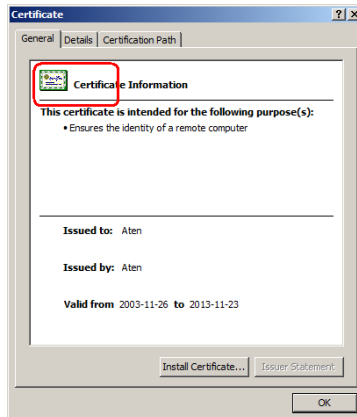 Certificate
General Details Certification Path
Certificate Information
This certificate is intended for the following purpose(s):
• Ensures the identity of a remote computer
Issued to: Aten
Issued by: Aten
Valid from 2003-11-26 to 2013-11-23
Install Certificate... Issuer Statement
OK